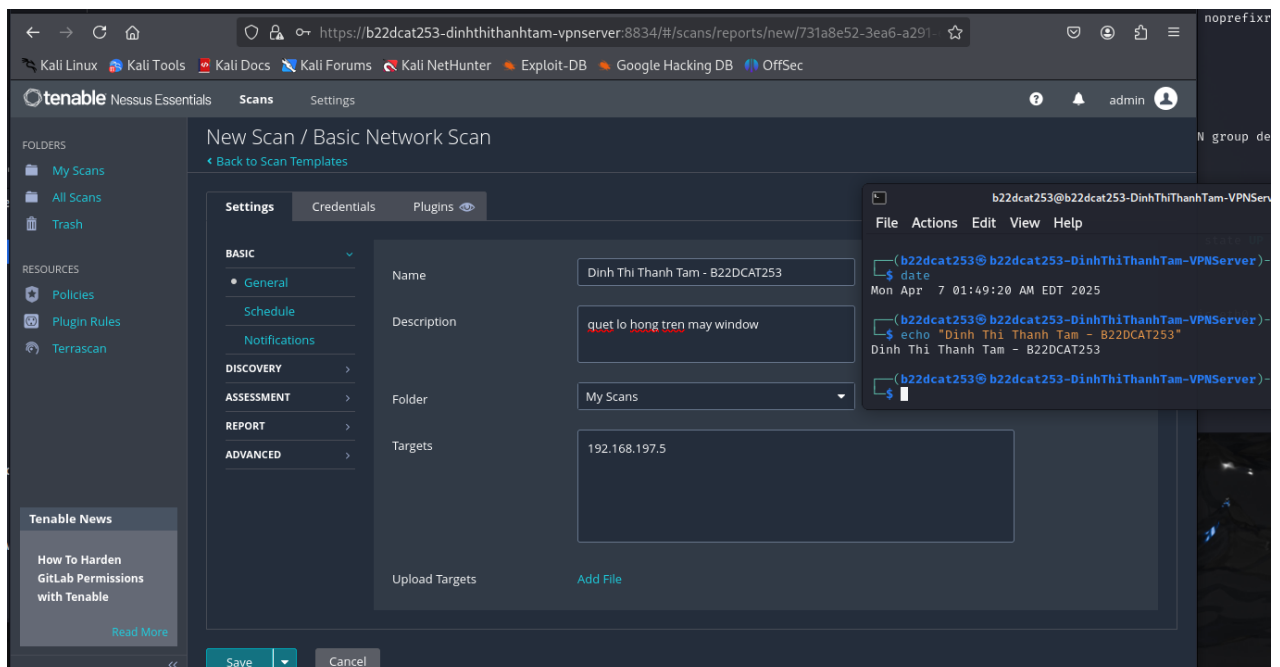 noprefixr
https://b22dcat253-dinhthithanhtam-vpnserver:8834/#/scans/reports/new/731a8e52-3ea6-a291-
Kali Linux Kali Tools Kali Docs Kali Forums Kali NetHunter Exploit-DB Google Hacking DB OffSec
tenable Nessus Essentials Scans Settings admin
N group de
New Scan / Basic Network Scan
Back to Scan Templates
FOLDERS
My Scans
All Scans
Trash
RESOURCES
Policies
Plugin Rules
Terrascan
Tenable News
How To Harden
GitLab Permissions
with Tenable
Read More
Settings Credentials Plugins
BASIC
General
Schedule
Notifications
DISCOVERY
ASSESSMENT
REPORT
ADVANCED
Name Dinh Thi Thanh Tam - B22DCAT253
Description quet lo hong tren may window
Folder My Scans
Targets 192.168.197.5
Upload Targets Add File
Save Cancel
b22dcat253@b22dcat253-DinhThiThanhTam-VPNServ
File Actions Edit View Help
┌──(b22dcat253㉿b22dcat253-DinhThiThanhTam-VPNServer)-
└─$ date
Mon Apr 7 01:49:20 AM EDT 2025
┌──(b22dcat253㉿b22dcat253-DinhThiThanhTam-VPNServer)-
└─$ echo "Dinh Thi Thanh Tam - B22DCAT253"
Dinh Thi Thanh Tam - B22DCAT253
┌──(b22dcat253㉿b22dcat253-DinhThiThanhTam-VPNServer)-
└─$